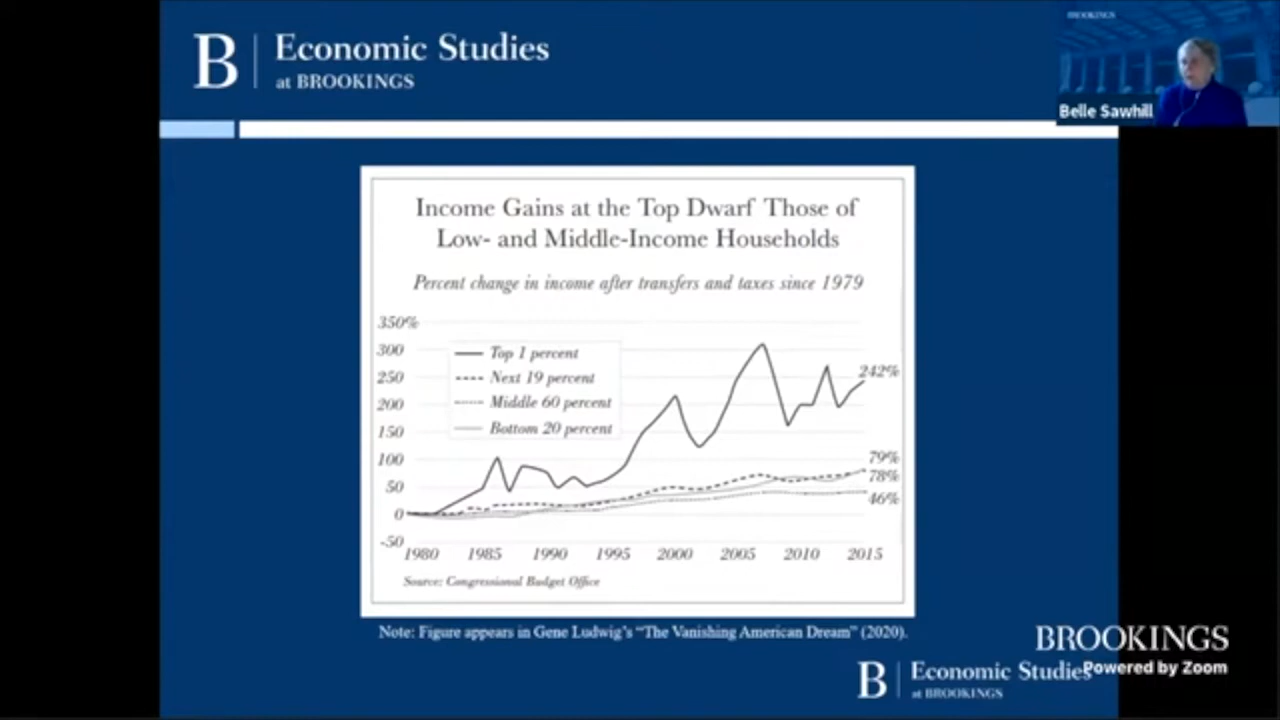 B Economic Studies
at BROOKINGS
BROOKINGS
Belle Sawhill
Income Gains at the Top Dwarf Those of
Low- and Middle-Income Households
Percent change in income after transfers and taxes since 1979
350%
300
250
200
150
100
50
0
-50
Top 1 percent
Next 19 percent
Middle 60 percent
Bottom 20 percent
242%
79%
78%
46%
1980 1985 1990 1995 2000 2005 2010 2015
Source: Congressional Budget Office
Note: Figure appears in Gene Ludwig's “The Vanishing American Dream” (2020).
BROOKINGS
Powered by Zoom
B Economic Studies
at BROOKINGS